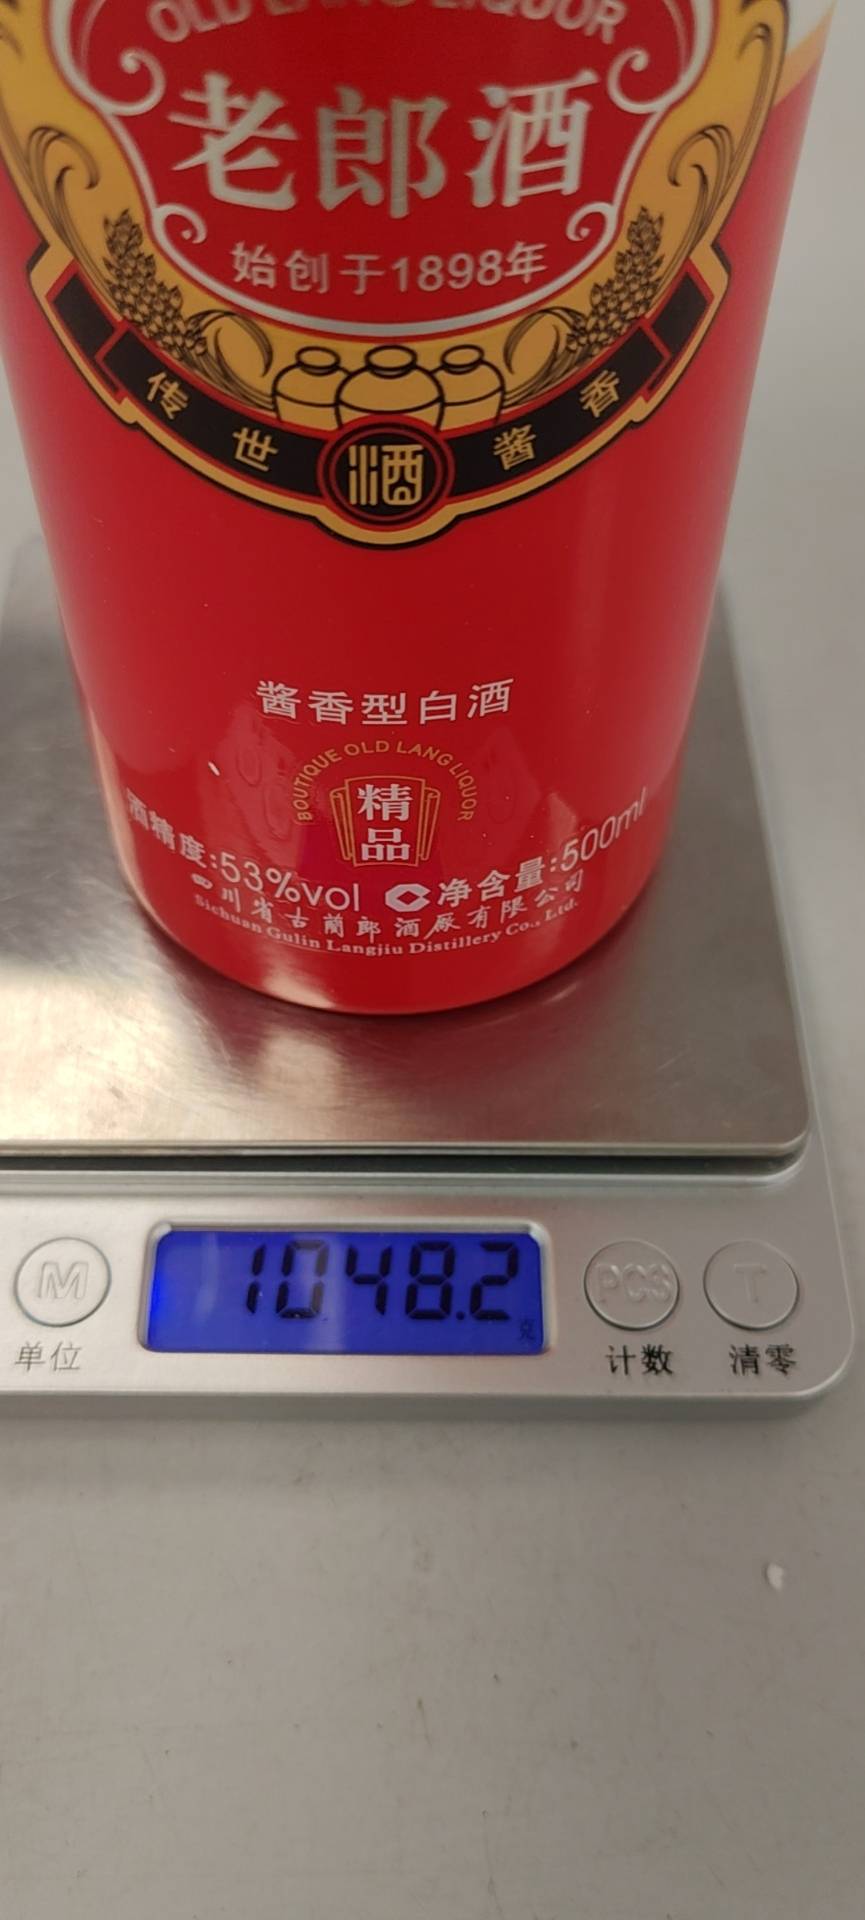 OLD LANG LIQUOR
老郎酒
始创于1898年
传世酒酱香
酱香型白酒
BOUTIQUE OLD LANG LIQUOR
精品
酒精度:53%vol 净含量:500ml
四川省古蔺郎酒厂有限公司
Sichuan Gulin Langjiu Distillery Co., Ltd.
1048.2
克
M
PCS
T
单位
计数
清零